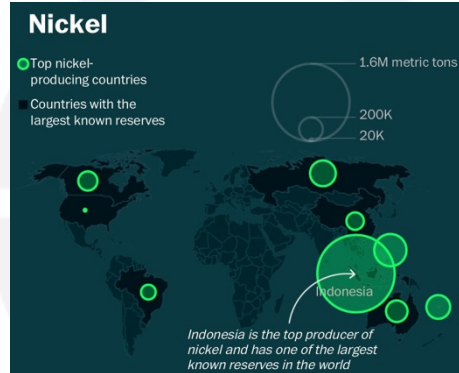 Nickel
Top nickel-
producing countries
Countries with the
largest known reserves
1.6M metric tons
200K
20K
Indonesia
Indonesia is the top producer of
nickel and has one of the largest
known reserves in the world